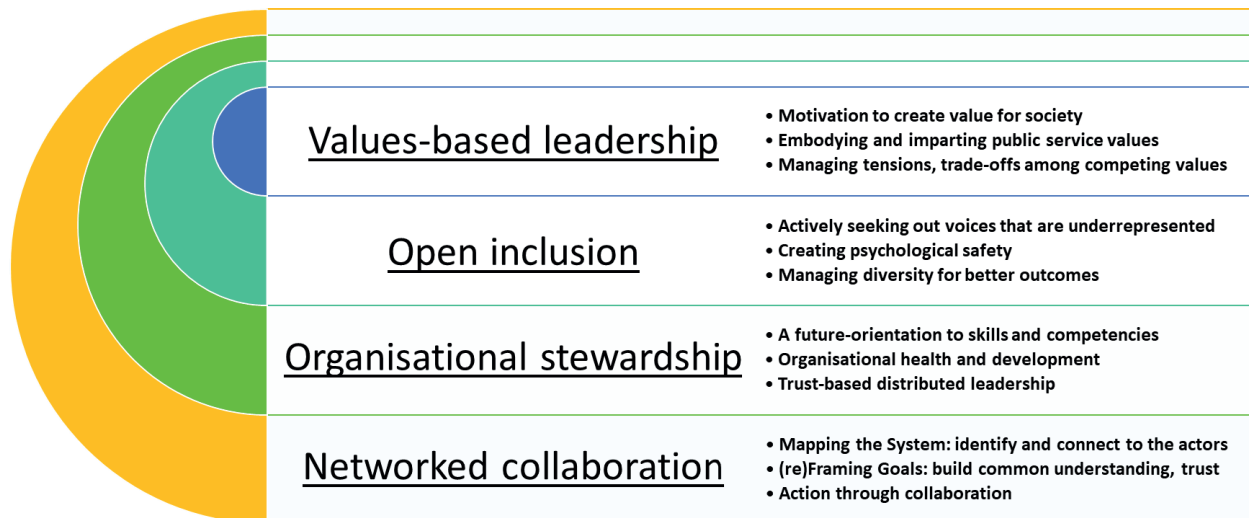 Values-based leadership
• Motivation to create value for society
• Embodying and imparting public service values
• Managing tensions, trade-offs among competing values
Open inclusion
• Actively seeking out voices that are underrepresented
• Creating psychological safety
• Managing diversity for better outcomes
Organisational stewardship
• A future-orientation to skills and competencies
• Organisational health and development
• Trust-based distributed leadership
Networked collaboration
• Mapping the System: identify and connect to the actors
• (re)Framing Goals: build common understanding, trust
• Action through collaboration